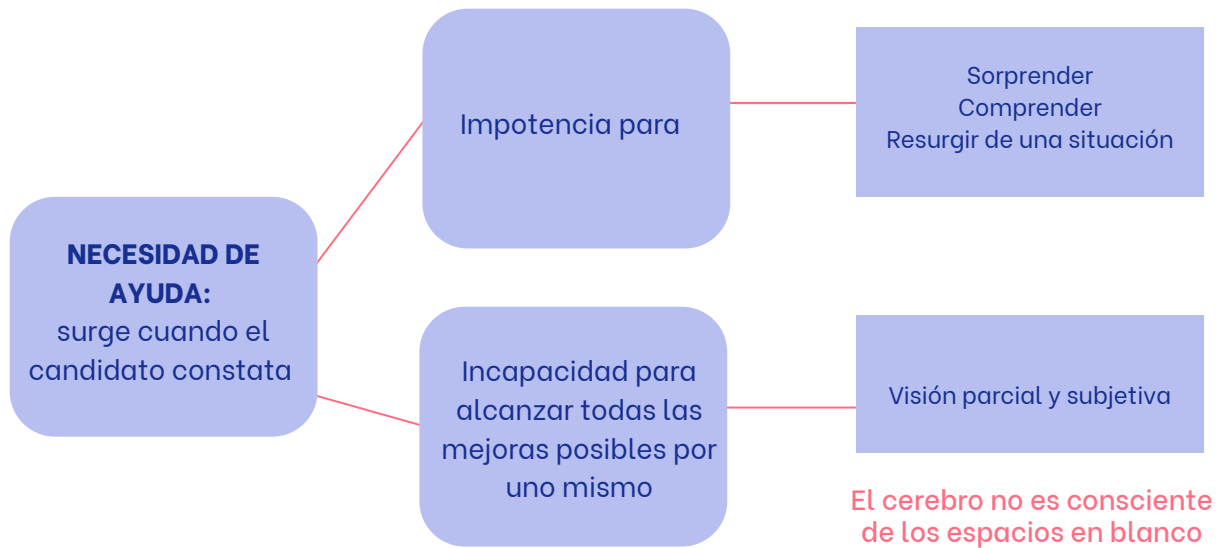 NECESIDAD DE
AYUDA:
surge cuando el
candidato constata
Impotencia para
Sorprender
Comprender
Resurgir de una situación
Incapacidad para
alcanzar todas las
mejoras posibles por
uno mismo
Visión parcial y subjetiva
El cerebro no es consciente
de los espacios en blanco